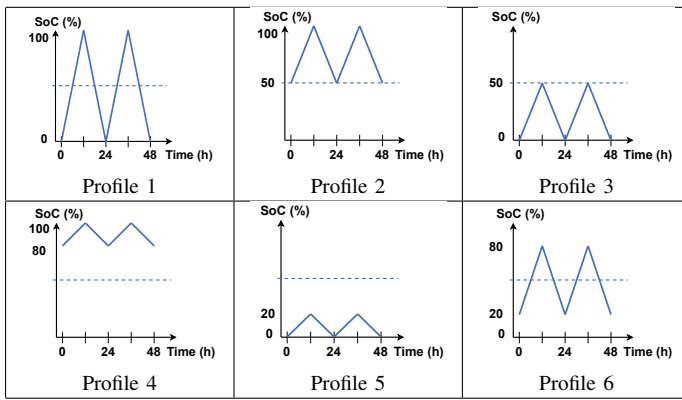 SoC (%)
100
0
0 24 48 Time (h)
Profile 1
SoC (%)
100
50
0 24 48 Time (h)
Profile 2
SoC (%)
50
0
0 24 48 Time (h)
Profile 3
SoC (%)
100
80
0 24 48 Time (h)
Profile 4
SoC (%)
20
0
0 24 48 Time (h)
Profile 5
SoC (%)
80
20
0
0 24 48 Time (h)
Profile 6